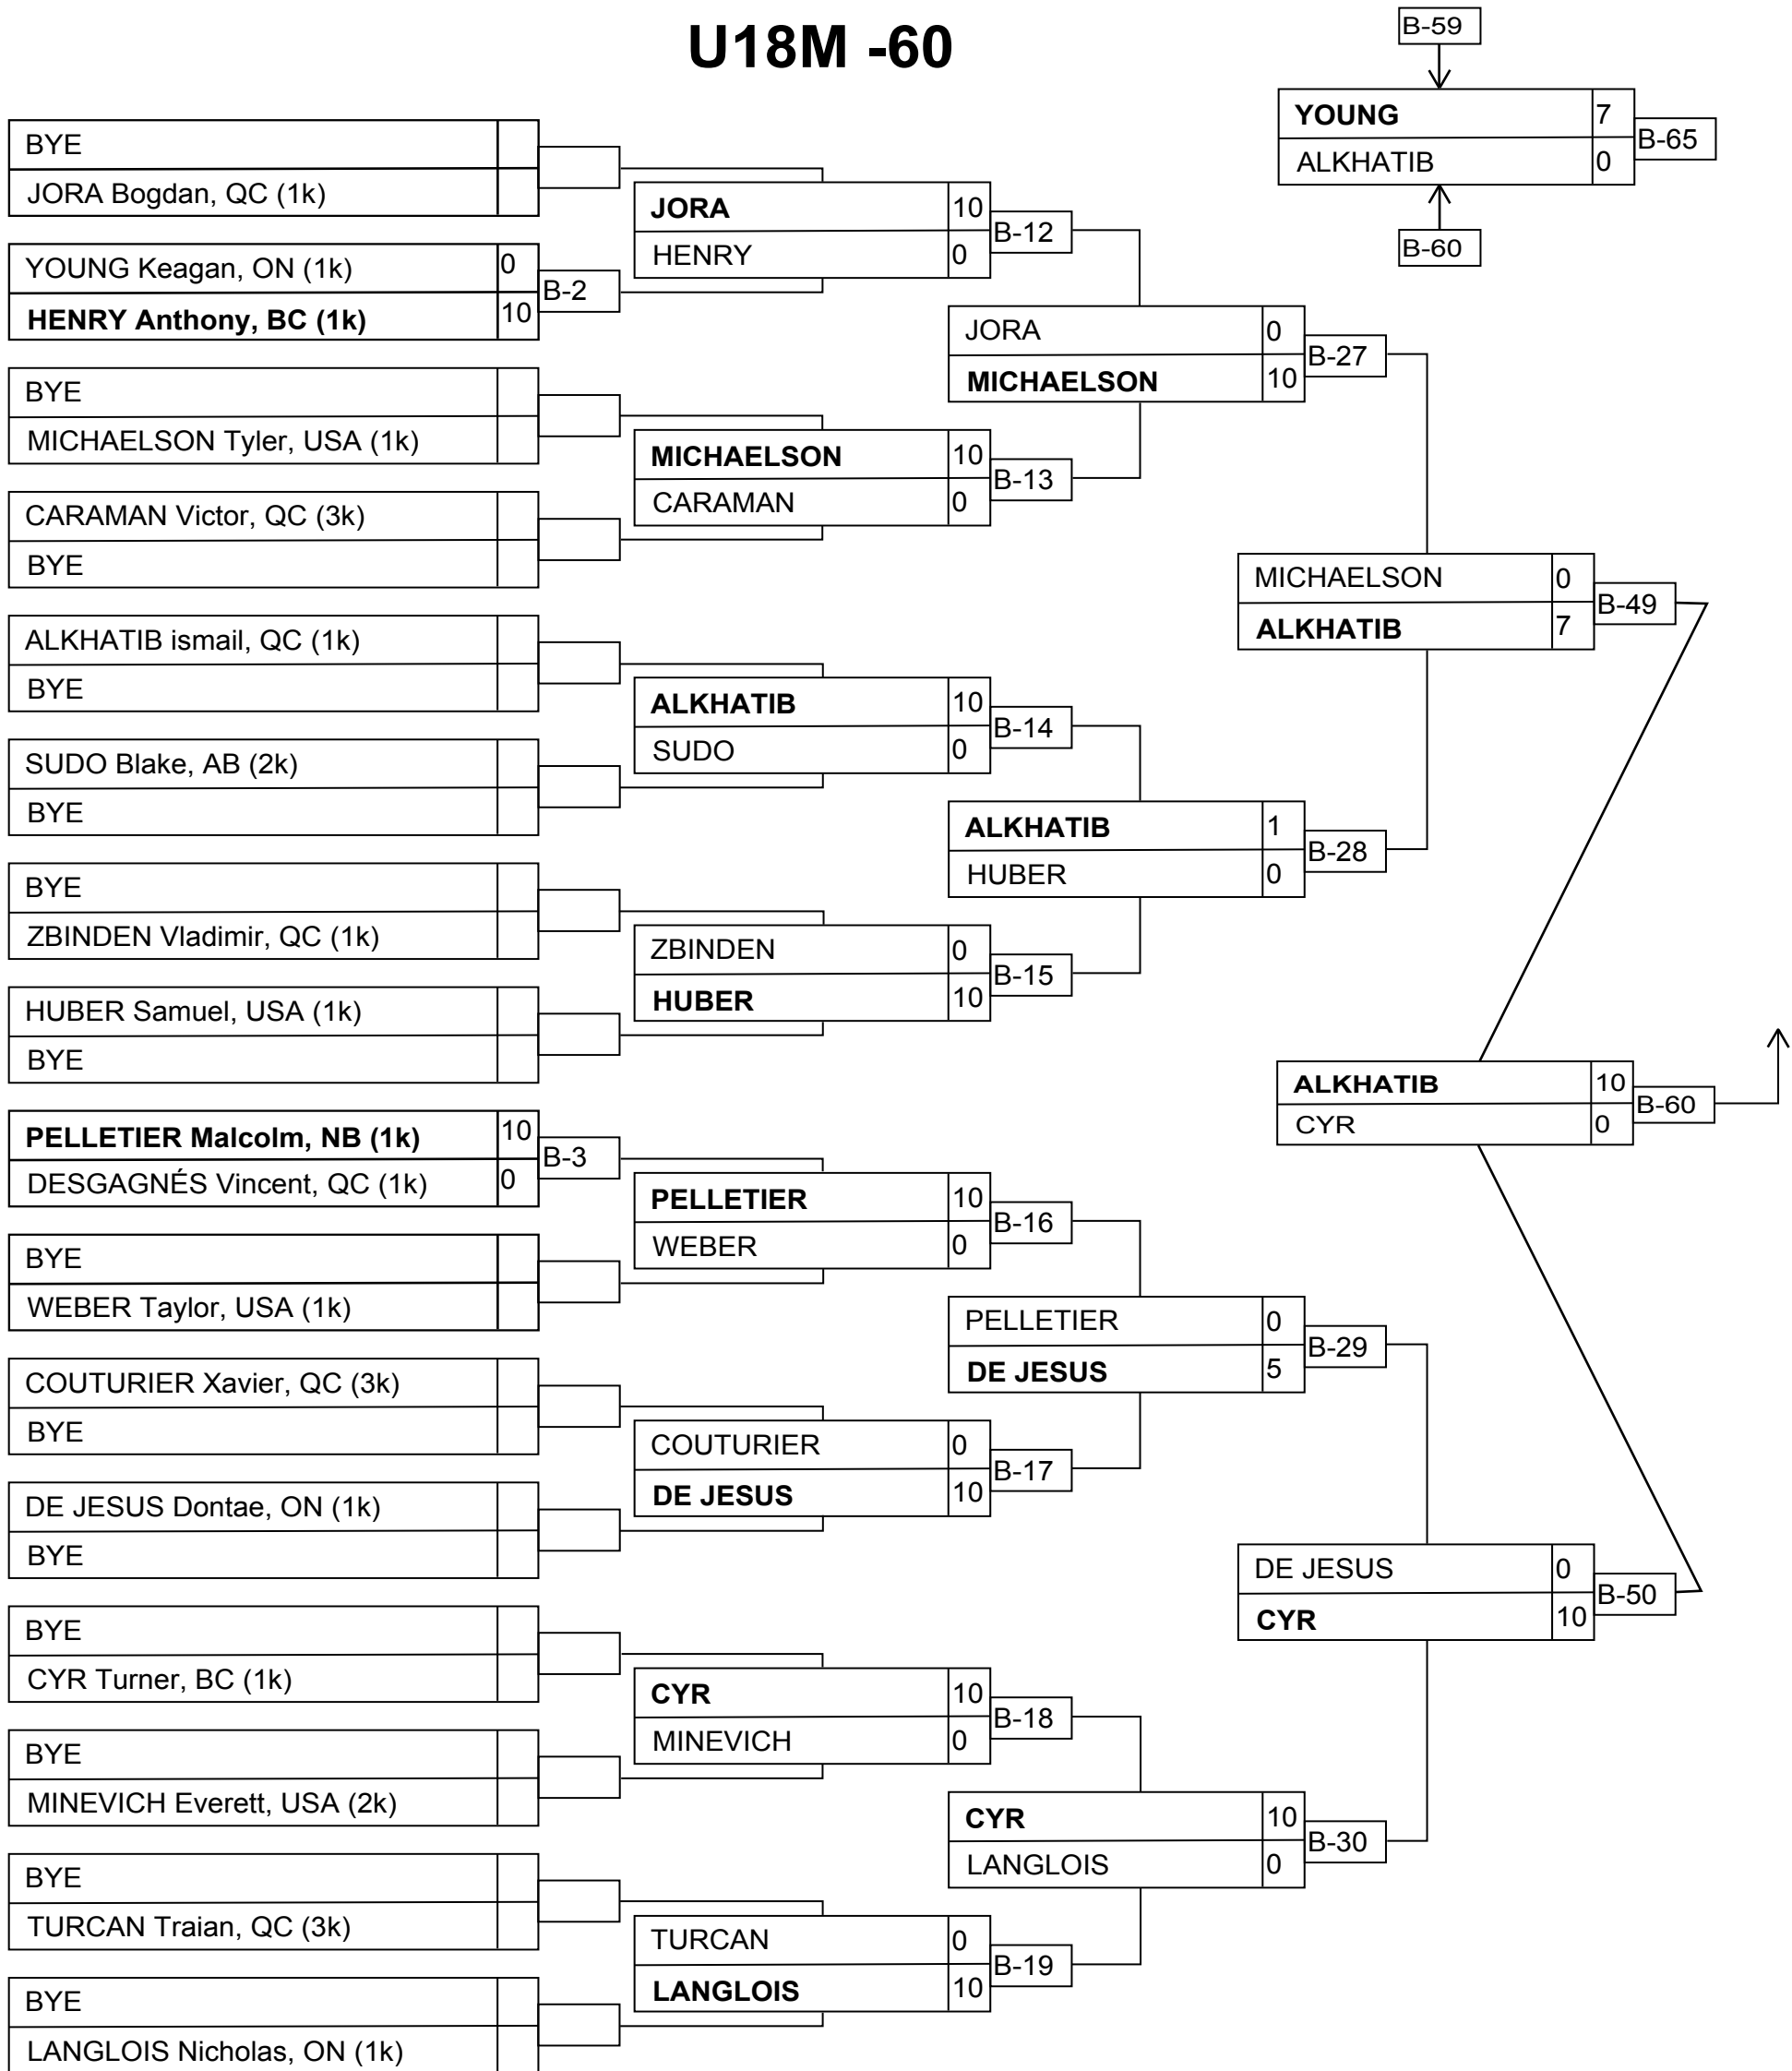 U18M -60
B-59
YOUNG 7
ALKHATIB 0
B-65
B-60
BYE
JORA Bogdan, QC (1k)
YOUNG Keagan, ON (1k) 0
HENRY Anthony, BC (1k) 10
B-2
BYE
MICHAELSON Tyler, USA (1k)
CARAMAN Victor, QC (3k)
BYE
ALKHATIB ismail, QC (1k)
BYE
SUDO Blake, AB (2k)
BYE
BYE
ZBINDEN Vladimir, QC (1k)
HUBER Samuel, USA (1k)
BYE
PELLETIER Malcolm, NB (1k) 10
DESGAGNÉS Vincent, QC (1k) 0
B-3
BYE
WEBER Taylor, USA (1k)
COUTURIER Xavier, QC (3k)
BYE
DE JESUS Dontae, ON (1k)
BYE
BYE
CYR Turner, BC (1k)
BYE
MINEVICH Everett, USA (2k)
BYE
TURCAN Traian, QC (3k)
BYE
LANGLOIS Nicholas, ON (1k)
JORA 10
HENRY 0
B-12
MICHAELSON 10
CARAMAN 0
B-13
ALKHATIB 10
SUDO 0
B-14
ZBINDEN 0
HUBER 10
B-15
PELLETIER 10
WEBER 0
B-16
COUTURIER 0
DE JESUS 10
B-17
CYR 10
MINEVICH 0
B-18
TURCAN 0
LANGLOIS 10
B-19
JORA 0
MICHAELSON 10
B-27
ALKHATIB 1
HUBER 0
B-28
PELLETIER 0
DE JESUS 5
B-29
CYR 10
LANGLOIS 0
B-30
MICHAELSON 0
ALKHATIB 7
B-49
DE JESUS 0
CYR 10
B-50
ALKHATIB 10
CYR 0
B-60